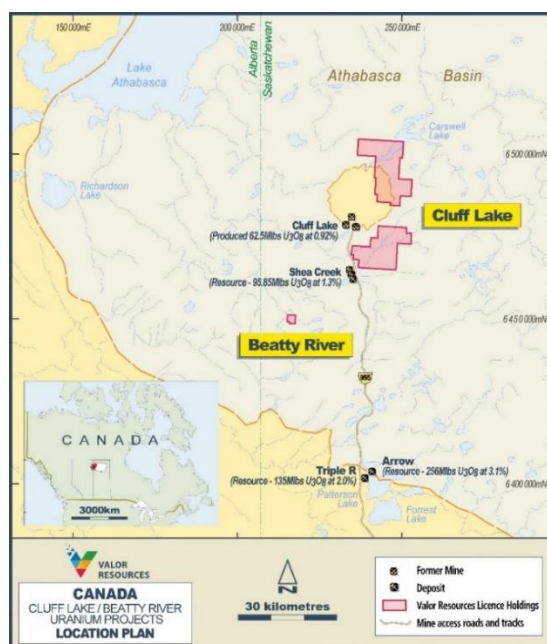 150 000mE
200 000mE
250 000mE
Lake
Athabasca
Alberta
Saskatchewan
Athabasca Basin
Carswell
Lake
6 500 000mN
Richardson
Lake
Cluff Lake
(Produced 62.5Mlbs U3O8 at 0.92%)
Cluff Lake
Shea Creek
(Resource - 95.85Mlbs U3O8 at 1.3%)
6 450 000mN
Beatty River
955
CANADA
3000km
Triple R
(Resource - 135Mlbs U3O8 at 2.0%)
Arrow
(Resource - 256Mlbs U3O8 at 3.1%)
6 400 000mN
Patterson
Lake
Forrest
Lake
VALOR
RESOURCES
CANADA
CLUFF LAKE / BEATTY RIVER
URANIUM PROJECTS
LOCATION PLAN
N
30 kilometres
Former Mine
Deposit
Valor Resources Licence Holdings
Mine access roads and tracks